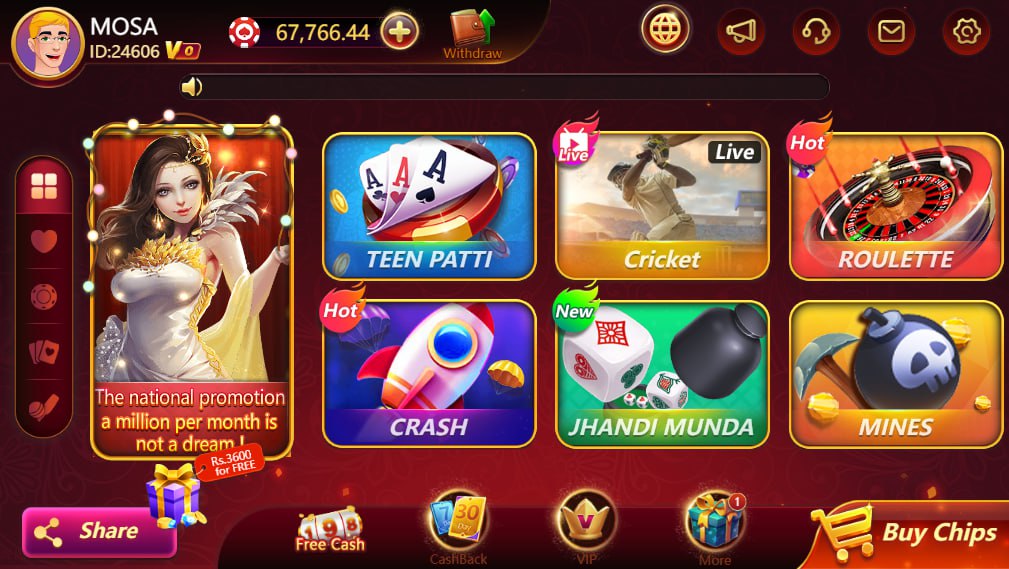 MOSA
ID:24606 V0
67,766.44
Withdraw
The national promotion
a million per month is
not a dream !
Rs.3600
for FREE
A A A
TEEN PATTI
Live
Live
Cricket
Hot
ROULETTE
Hot
CRASH
New
JHANDI MUNDA
MINES
Share
198
Free Cash
7 30
Day
CashBack
V
VIP
1
More
Buy Chips